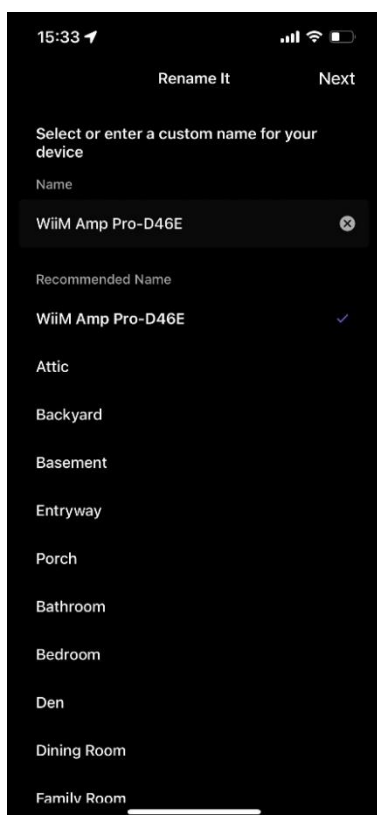 15:33
Rename It
Next
Select or enter a custom name for your
device
Name
WiiM Amp Pro-D46E
Recommended Name
WiiM Amp Pro-D46E
Attic
Backyard
Basement
Entryway
Porch
Bathroom
Bedroom
Den
Dining Room
Family Room